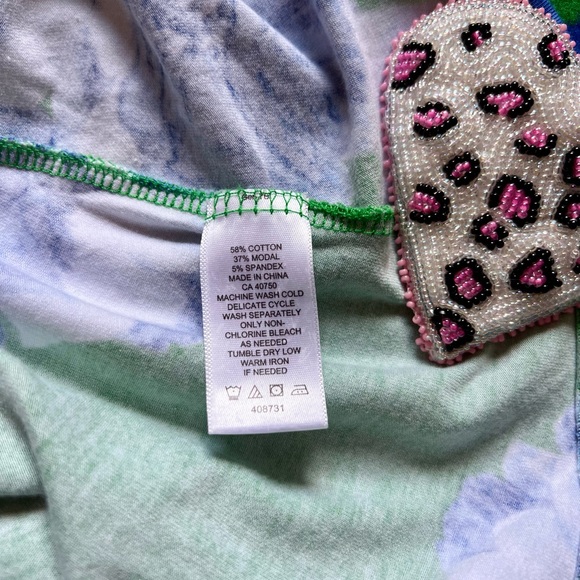 58% COTTON
37% MODAL
5% SPANDEX
MADE IN CHINA
CA 40750
MACHINE WASH COLD
DELICATE CYCLE
WASH SEPARATELY
ONLY NON-
CHLORINE BLEACH
AS NEEDED
TUMBLE DRY LOW
WARM IRON
IF NEEDED
408731